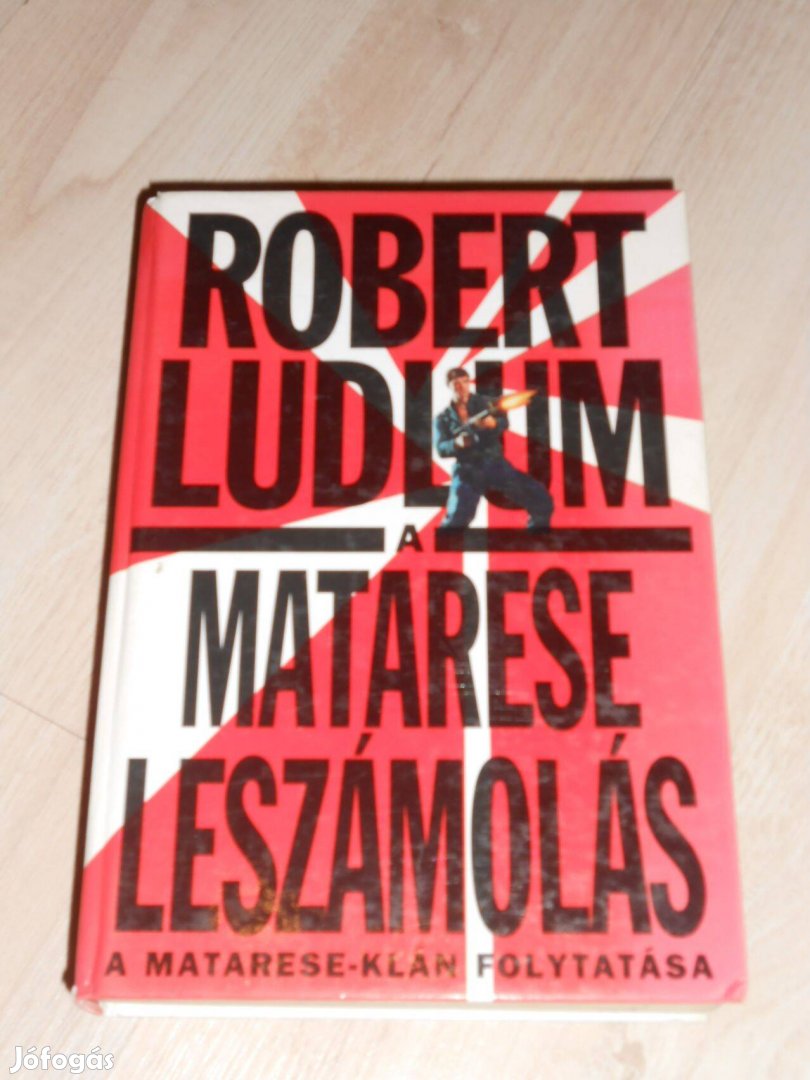 ROBERT
LUDLUM
A
MATARESE
LESZÁMOLÁS
A MATARESE-KLÁN FOLYTATÁSA
Jófogás